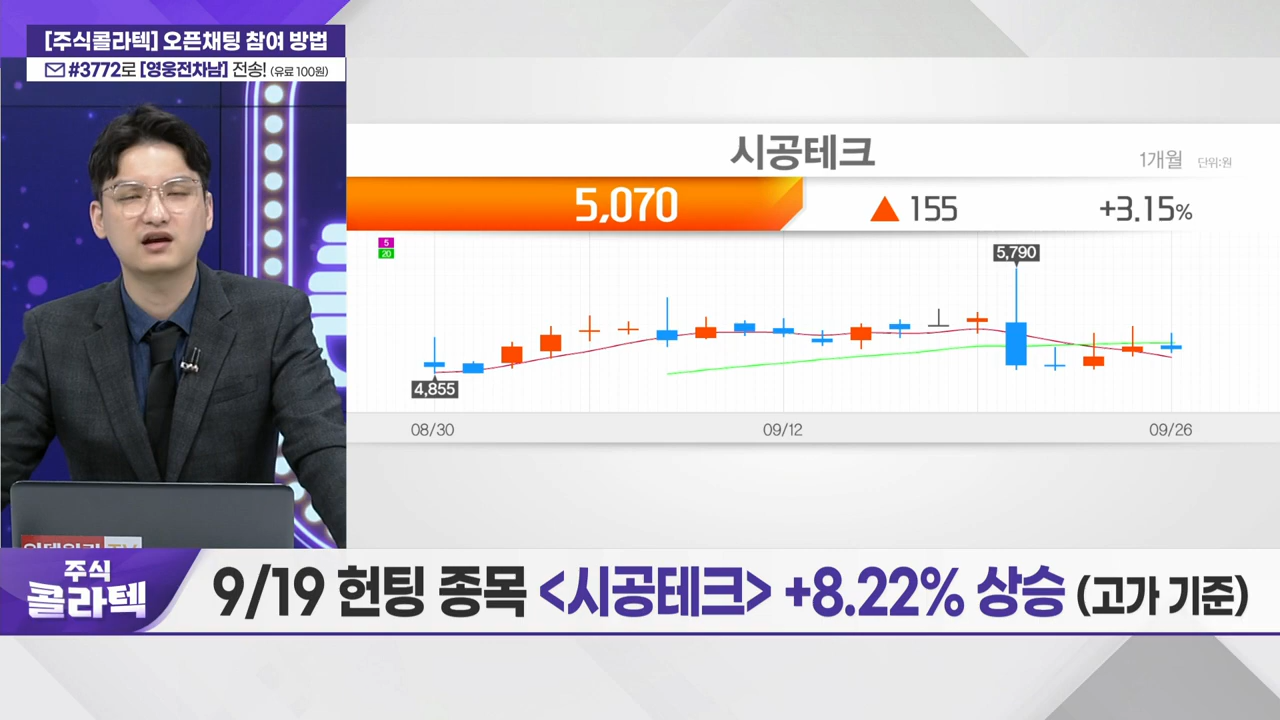 [주식콜라텍] 오픈채팅 참여 방법
#3772로 [영웅전차남] 전송! (유료 100원)
시공테크
1개월 단위:원
5,070 ▲ 155 +3.15%
5
20
5,790
4,855
08/30 09/12 09/26
주식
콜라텍
9/19 헌팅 종목 <시공테크> +8.22% 상승 (고가 기준)